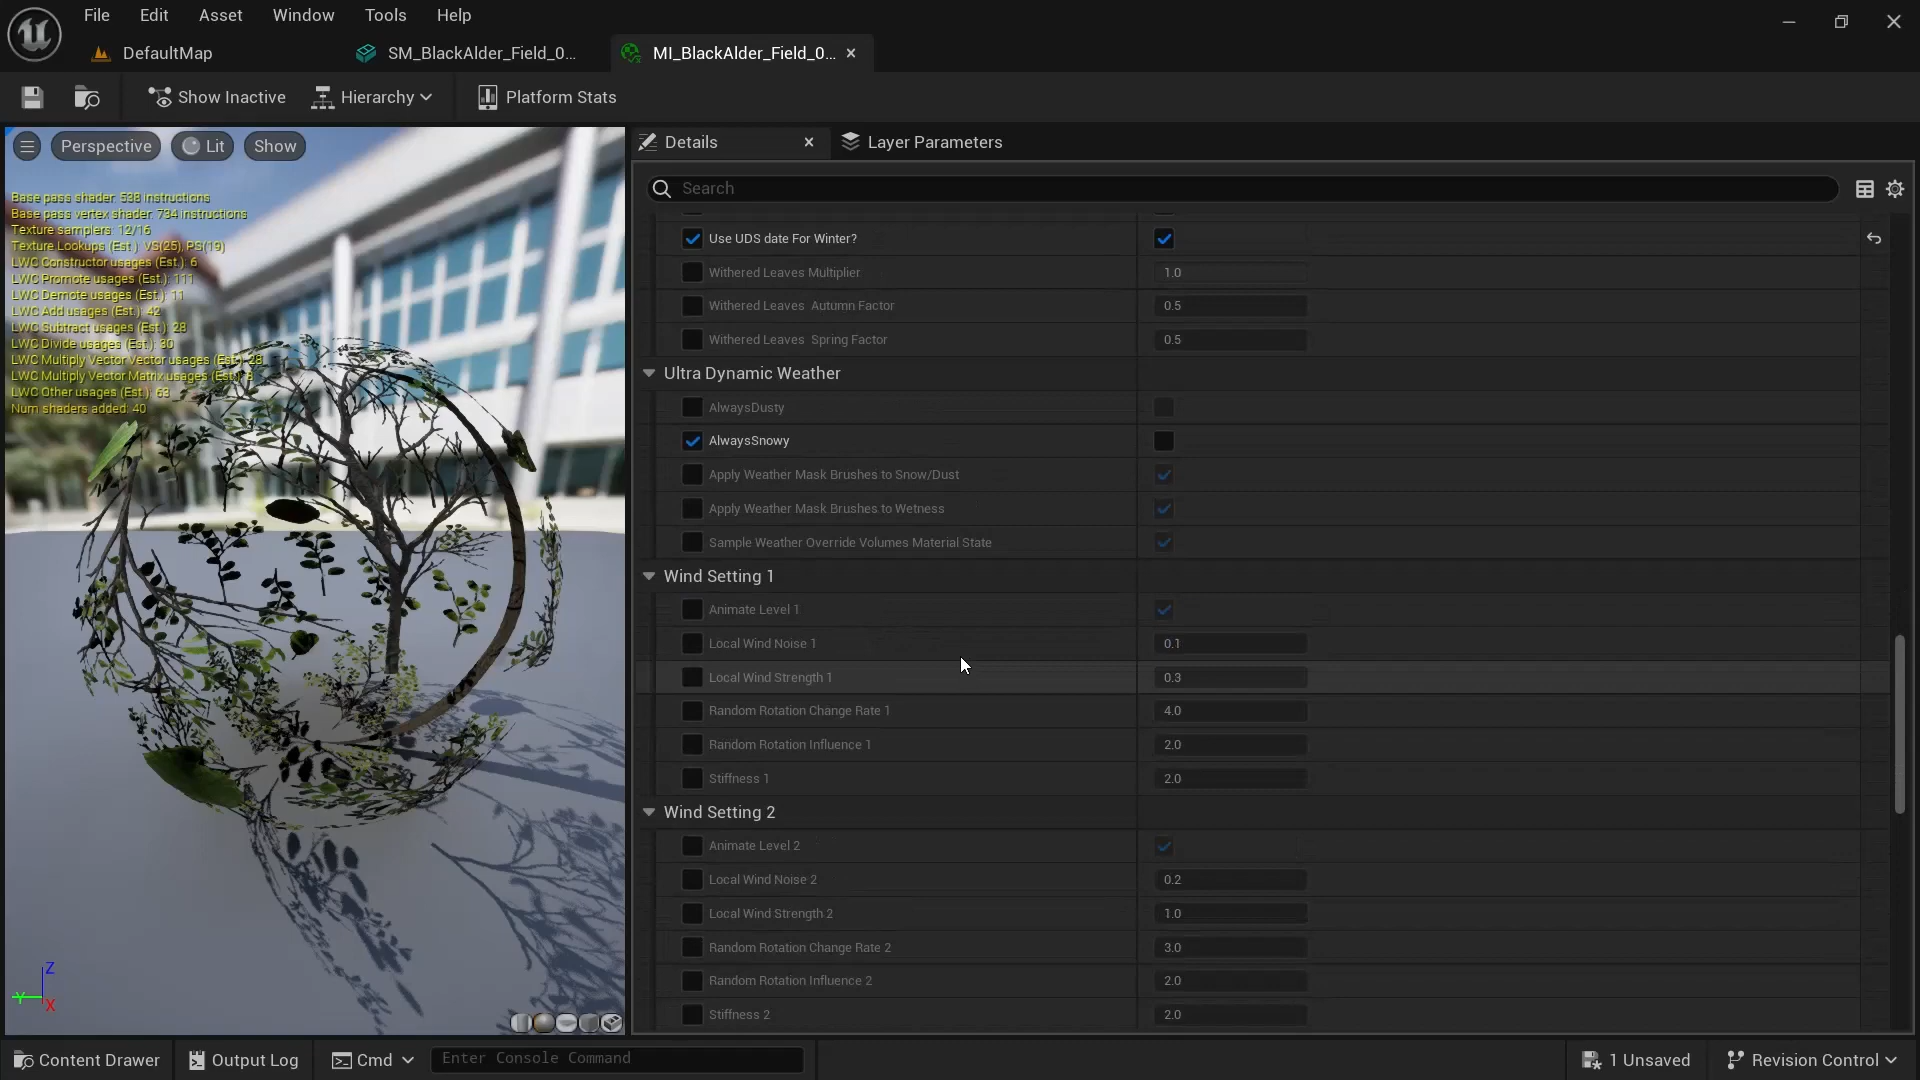 File Edit Asset Window Tools Help
DefaultMap SM_BlackAlder_Field_0... MI_BlackAlder_Field_0...
Show Inactive Hierarchy Platform Stats
Perspective Lit Show
Base pass shader: 538 instructions
Base pass vertex shader: 734 instructions
Texture samplers: 12/16
Texture Lookups (Est.): VS(25), PS(19)
LWC Constructor usages (Est.): 6
LWC Promote usages (Est.): 111
LWC Demote usages (Est.): 11
LWC Add usages (Est.): 42
LWC Subtract usages (Est.): 28
LWC Divide usages (Est.): 30
LWC Multiply Vector Vector usages (Est.): 28
LWC Multiply Vector Matrix usages (Est.):
LWC Other usages (Est.): 63
Num shaders added: 40
Z
Y
X
Details Layer Parameters
Search
Use UDS date For Winter?
Withered Leaves Multiplier 1.0
Withered Leaves Autumn Factor 0.5
Withered Leaves Spring Factor 0.5
Ultra Dynamic Weather
AlwaysDusty
AlwaysSnowy
Apply Weather Mask Brushes to Snow/Dust
Apply Weather Mask Brushes to Wetness
Sample Weather Override Volumes Material State
Wind Setting 1
Animate Level 1
Local Wind Noise 1 0.1
Local Wind Strength 1 0.3
Random Rotation Change Rate 1 4.0
Random Rotation Influence 1 2.0
Stiffness 1 2.0
Wind Setting 2
Animate Level 2
Local Wind Noise 2 0.2
Local Wind Strength 2 1.0
Random Rotation Change Rate 2 3.0
Random Rotation Influence 2 2.0
Stiffness 2 2.0
Content Drawer Output Log Cmd Enter Console Command 1 Unsaved Revision Control